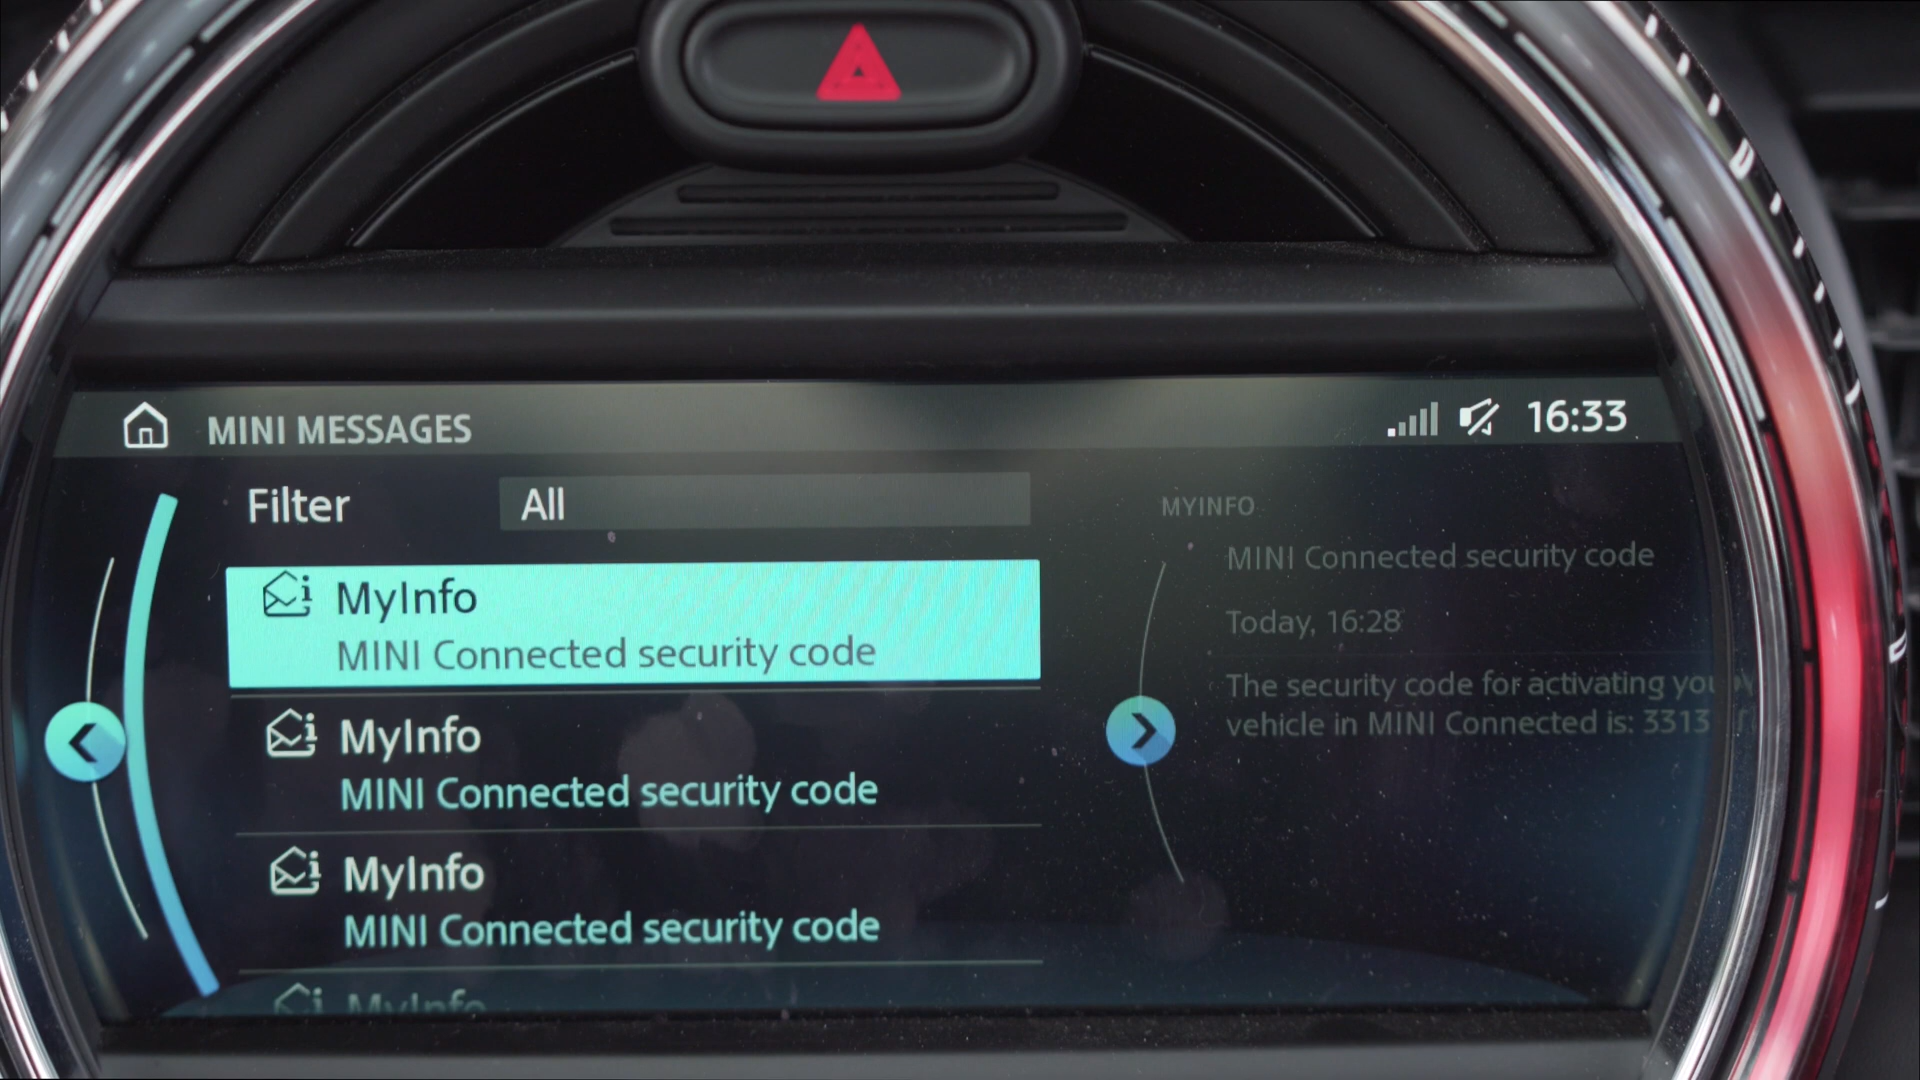 MINI MESSAGES
16:33
Filter
All
MyInfo
MINI Connected security code
MyInfo
MINI Connected security code
MyInfo
MINI Connected security code
MyInfo
MYINFO
MINI Connected security code
Today, 16:28
The security code for activating you
vehicle in MINI Connected is: 3313